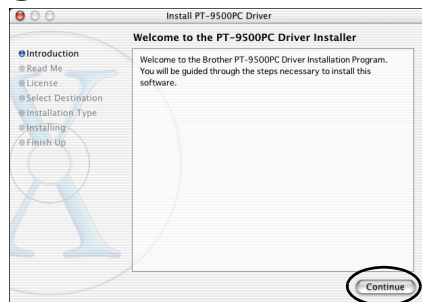 Install PT-9500PC Driver
Welcome to the PT-9500PC Driver Installer
Introduction
Read Me
License
Select Destination
Installation Type
Installing
Finish Up
Welcome to the Brother PT-9500PC Driver Installation Program.
You will be guided through the steps necessary to install this
software.
Continue